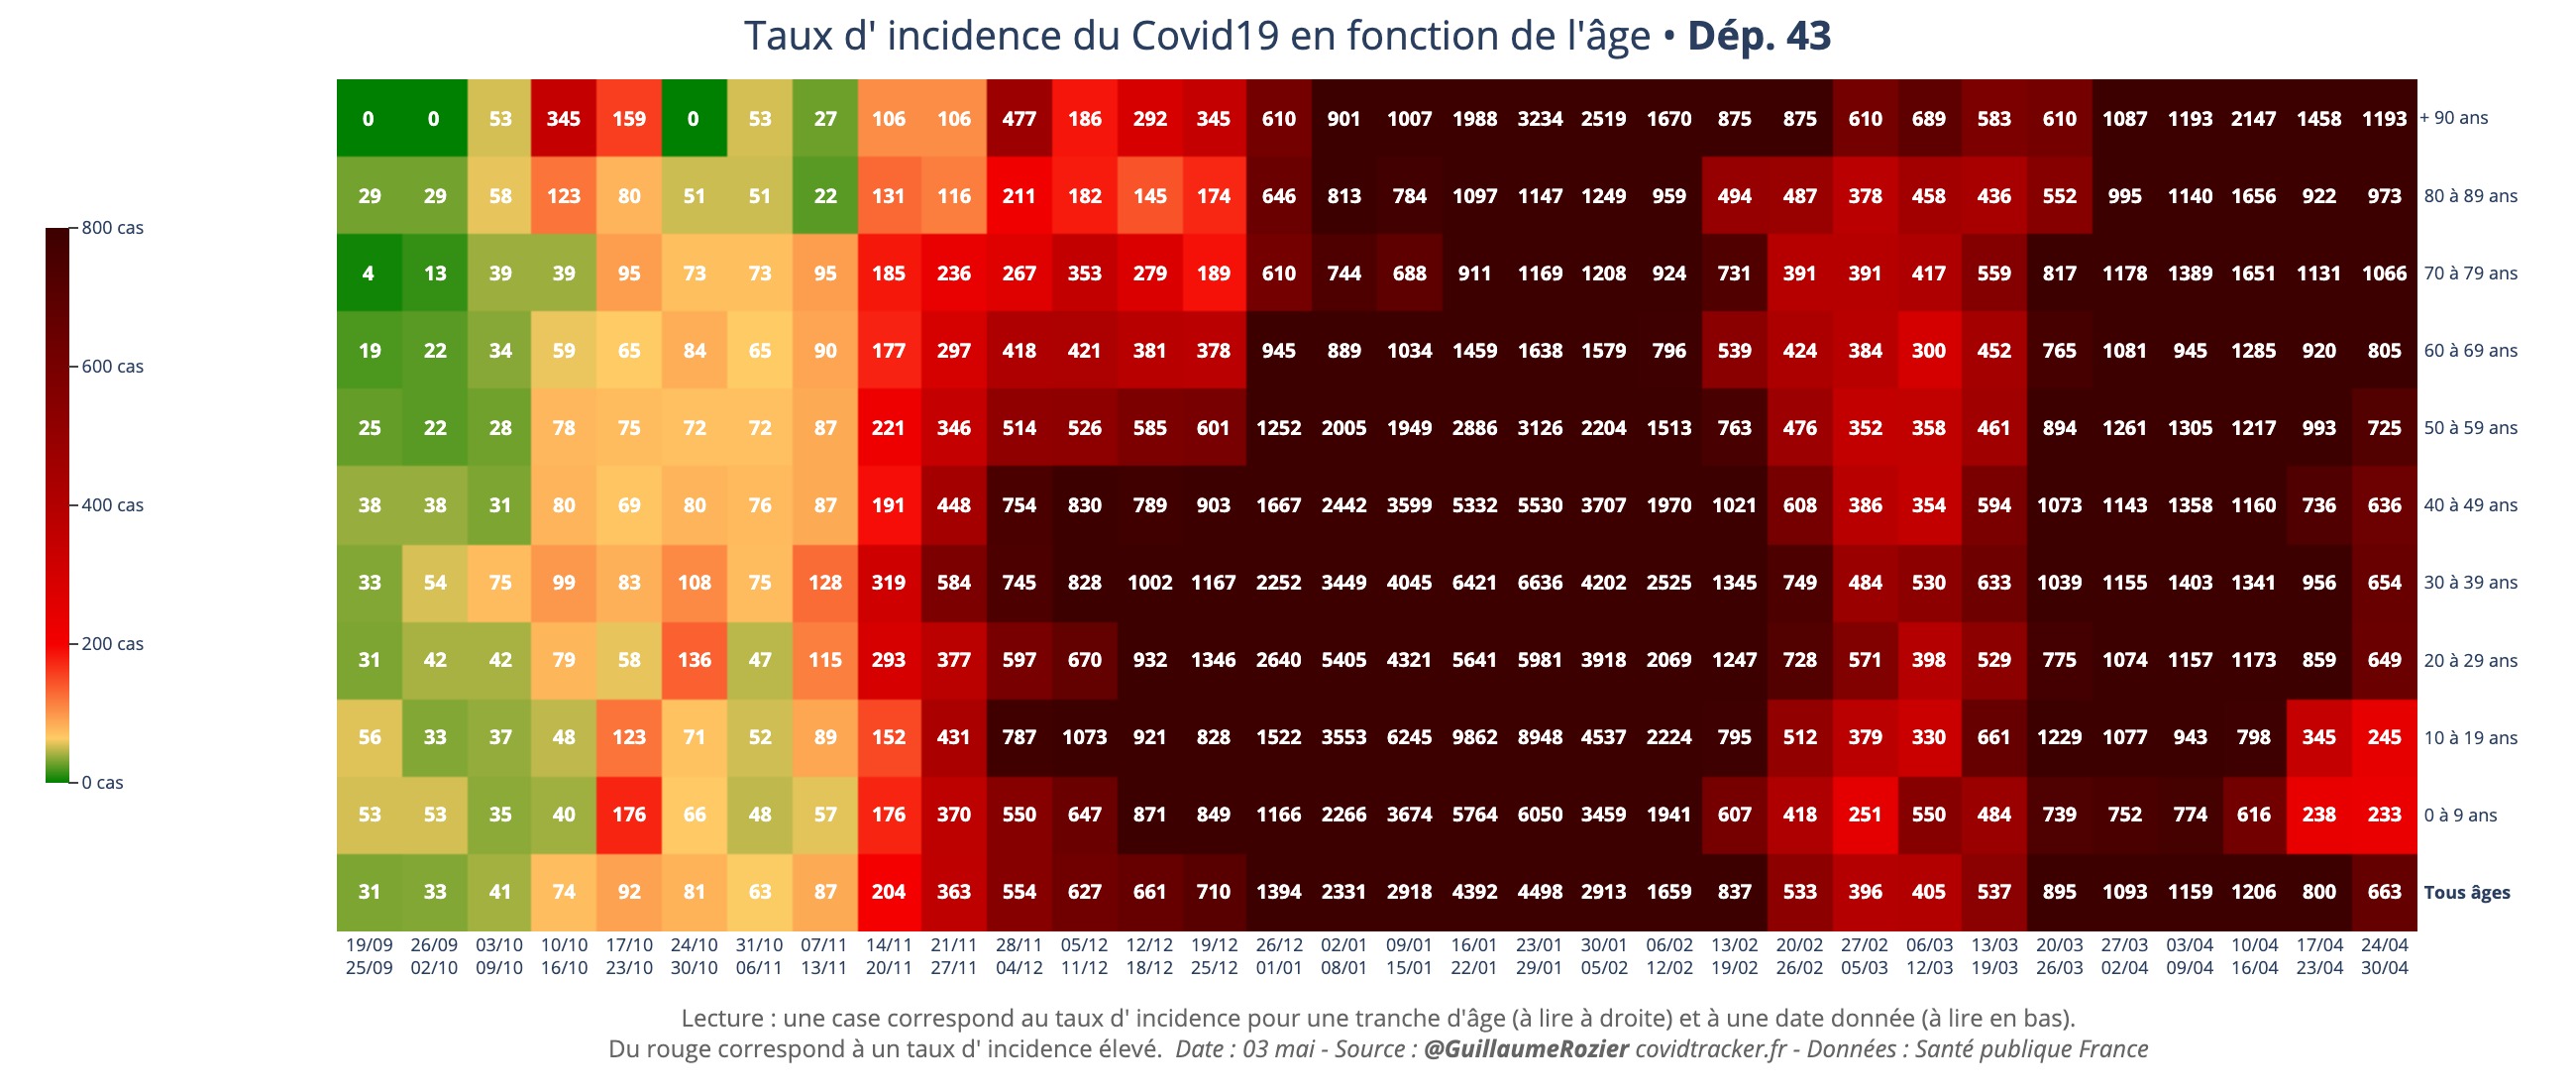 Taux d' incidence du Covid19 en fonction de l'âge • Dép. 43
800 cas
600 cas
400 cas
200 cas
0 cas
0 0 53 345 159 0 53 27 106 106 477 186 292 345 610 901 1007 1988 3234 2519 1670 875 875 610 689 583 610 1087 1193 2147 1458 1193 + 90 ans
29 29 58 123 80 51 51 22 131 116 211 182 145 174 646 813 784 1097 1147 1249 959 494 487 378 458 436 552 995 1140 1656 922 973 80 à 89 ans
4 13 39 39 95 73 73 95 185 236 267 353 279 189 610 744 688 911 1169 1208 924 731 391 391 417 559 817 1178 1389 1651 1131 1066 70 à 79 ans
19 22 34 59 65 84 65 90 177 297 418 421 381 378 945 889 1034 1459 1638 1579 796 539 424 384 300 452 765 1081 945 1285 920 805 60 à 69 ans
25 22 28 78 75 72 72 87 221 346 514 526 585 601 1252 2005 1949 2886 3126 2204 1513 763 476 352 358 461 894 1261 1305 1217 993 725 50 à 59 ans
38 38 31 80 69 80 76 87 191 448 754 830 789 903 1667 2442 3599 5332 5530 3707 1970 1021 608 386 354 594 1073 1143 1358 1160 736 636 40 à 49 ans
33 54 75 99 83 108 75 128 319 584 745 828 1002 1167 2252 3449 4045 6421 6636 4202 2525 1345 749 484 530 633 1039 1155 1403 1341 956 654 30 à 39 ans
31 42 42 79 58 136 47 115 293 377 597 670 932 1346 2640 5405 4321 5641 5981 3918 2069 1247 728 571 398 529 775 1074 1157 1173 859 649 20 à 29 ans
56 33 37 48 123 71 52 89 152 431 787 1073 921 828 1522 3553 6245 9862 8948 4537 2224 795 512 379 330 661 1229 1077 943 798 345 245 10 à 19 ans
53 53 35 40 176 66 48 57 176 370 550 647 871 849 1166 2266 3674 5764 6050 3459 1941 607 418 251 550 484 739 752 774 616 238 233 0 à 9 ans
31 33 41 74 92 81 63 87 204 363 554 627 661 710 1394 2331 2918 4392 4498 2913 1659 837 533 396 405 537 895 1093 1159 1206 800 663 Tous âges
19/09 26/09 03/10 10/10 17/10 24/10 31/10 07/11 14/11 21/11 28/11 05/12 12/12 19/12 26/12 02/01 09/01 16/01 23/01 30/01 06/02 13/02 20/02 27/02 06/03 13/03 20/03 27/03 03/04 10/04 17/04 24/04
25/09 02/10 09/10 16/10 23/10 30/10 06/11 13/11 20/11 27/11 04/12 11/12 18/12 25/12 01/01 08/01 15/01 22/01 29/01 05/02 12/02 19/02 26/02 05/03 12/03 19/03 26/03 02/04 09/04 16/04 23/04 30/04
Lecture : une case correspond au taux d' incidence pour une tranche d'âge (à lire à droite) et à une date donnée (à lire en bas).
Du rouge correspond à un taux d' incidence élevé. Date : 03 mai - Source : @GuillaumeRozier covidtracker.fr - Données : Santé publique France